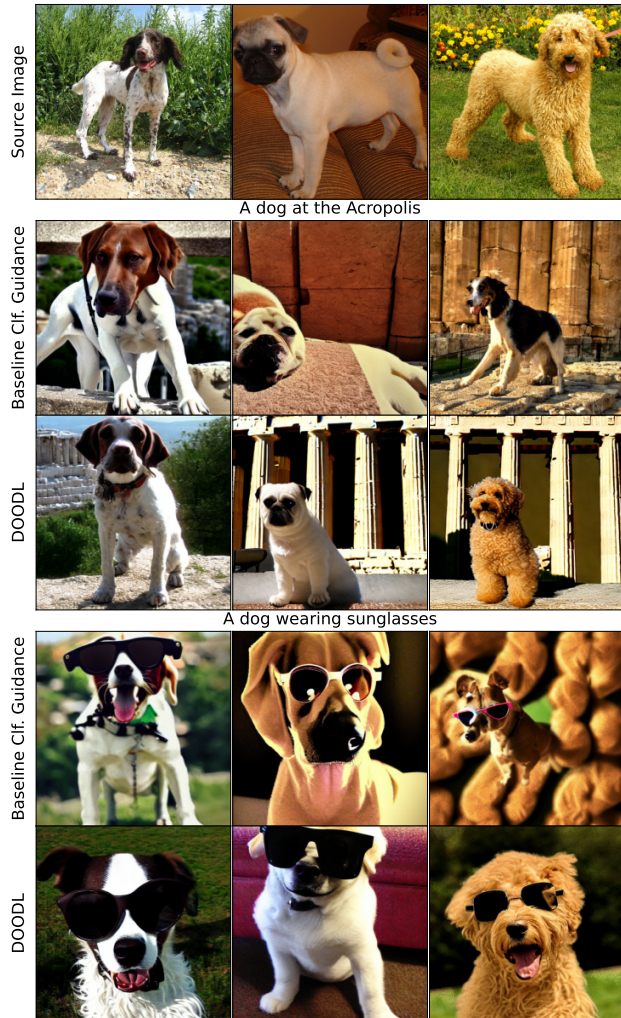 Source Image
A dog at the Acropolis
Baseline Clf. Guidance
DOODL
A dog wearing sunglasses
Baseline Clf. Guidance
DOODL